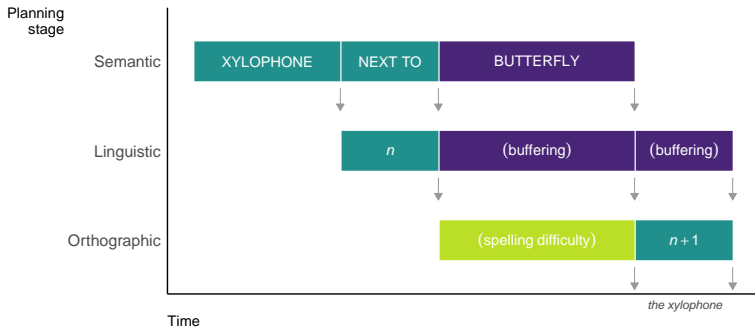 Planning
stage
Semantic
XYLOPHONE
NEXT TO
BUTTERFLY
Linguistic
n
(buffering)
(buffering)
Orthographic
(spelling difficulty)
n+1
the xylophone
Time